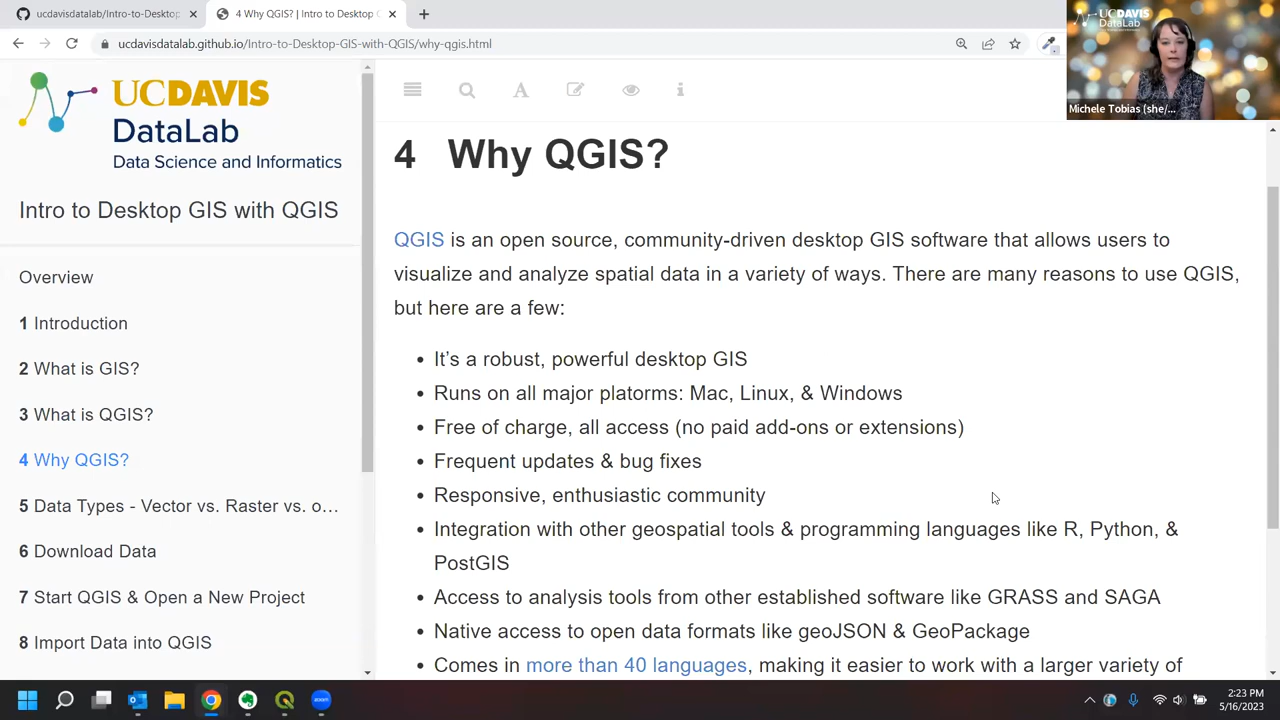 ucdavisdatalab/Intro-to-Desktop
4 Why QGIS? | Intro to Desktop G
ucdavisdatalab.github.io/Intro-to-Desktop-GIS-with-QGIS/why-qgis.html
UCDAVIS
DataLab
Michele Tobias (she/...
UCDAVIS
DataLab
Data Science and Informatics
Intro to Desktop GIS with QGIS
Overview
1 Introduction
2 What is GIS?
3 What is QGIS?
4 Why QGIS?
5 Data Types - Vector vs. Raster vs. o...
6 Download Data
7 Start QGIS & Open a New Project
8 Import Data into QGIS
4 Why QGIS?
QGIS is an open source, community-driven desktop GIS software that allows users to
visualize and analyze spatial data in a variety of ways. There are many reasons to use QGIS,
but here are a few:
• It's a robust, powerful desktop GIS
• Runs on all major platorms: Mac, Linux, & Windows
• Free of charge, all access (no paid add-ons or extensions)
• Frequent updates & bug fixes
• Responsive, enthusiastic community
• Integration with other geospatial tools & programming languages like R, Python, &
PostGIS
• Access to analysis tools from other established software like GRASS and SAGA
• Native access to open data formats like geoJSON & GeoPackage
• Comes in more than 40 languages, making it easier to work with a larger variety of
2:23 PM
5/16/2023